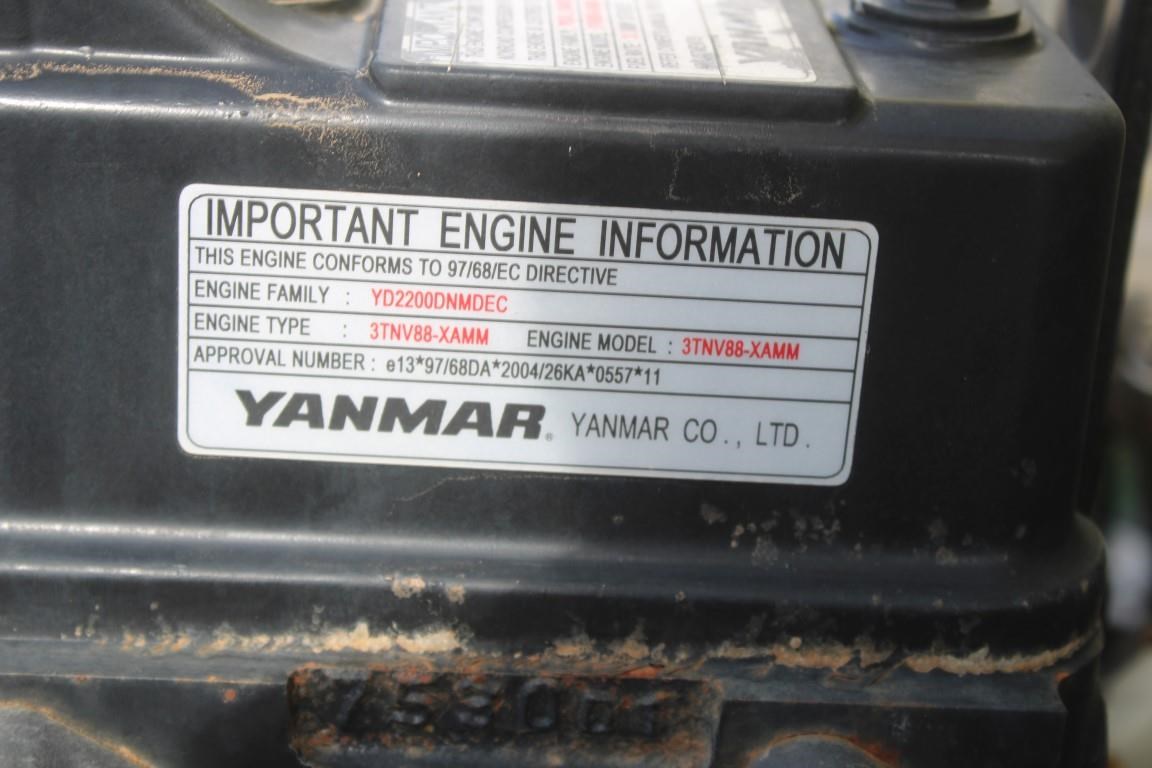 YANMAR
IMPORTANT ENGINE INFORMATION
THIS ENGINE CONFORMS TO 97/68/EC DIRECTIVE
ENGINE FAMILY : YD2200DNMDEC
ENGINE TYPE : 3TNV88-XAMM ENGINE MODEL : 3TNV88-XAMM
APPROVAL NUMBER : e13*97/68DA*2004/26KA*0557*11
YANMAR® YANMAR CO., LTD.